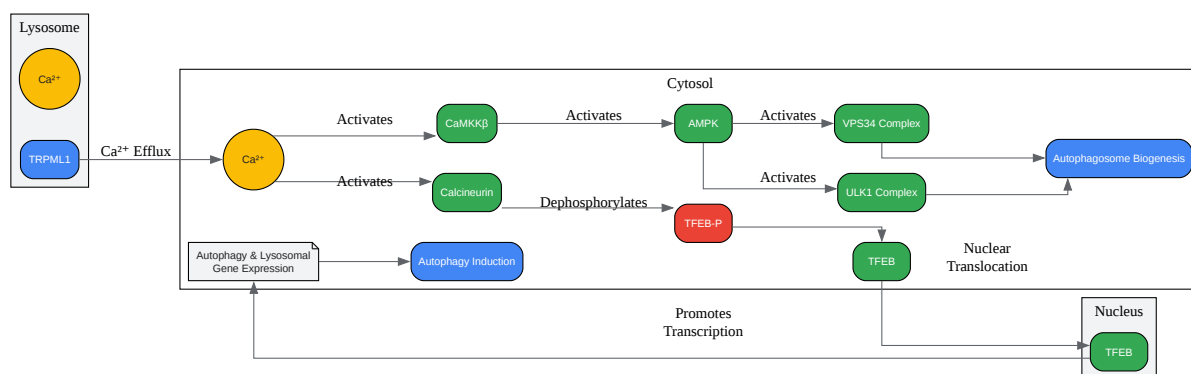 Lysosome
Ca²⁺
TRPML1
Ca²⁺ Efflux
Cytosol
Ca²⁺
Activates
CaMKKβ
Activates
AMPK
Activates
VPS34 Complex
Autophagosome Biogenesis
Activates
Calcineurin
Activates
ULK1 Complex
Dephosphorylates
TFEB-P
Autophagy & Lysosomal
Gene Expression
Autophagy Induction
TFEB
Nuclear
Translocation
Promotes
Transcription
Nucleus
TFEB